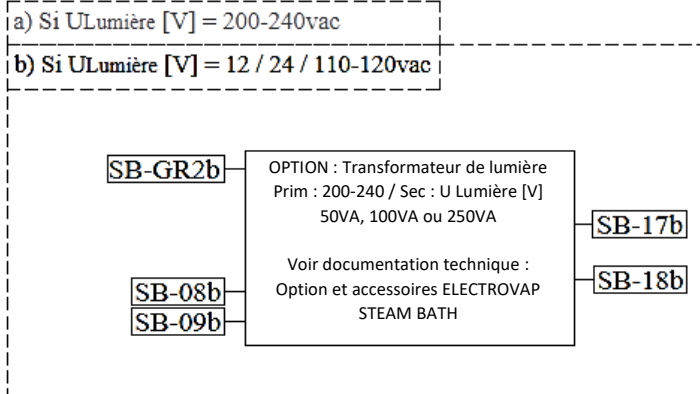 a) Si ULumière [V] = 200-240vac
b) Si ULumière [V] = 12 / 24 / 110-120vac
SB-GR2b
OPTION : Transformateur de lumière
Prim : 200-240 / Sec : U Lumière [V]
50VA, 100VA ou 250VA
SB-17b
Voir documentation technique :
Option et accessoires ELECTROVAP
STEAM BATH
SB-18b
SB-08b
SB-09b